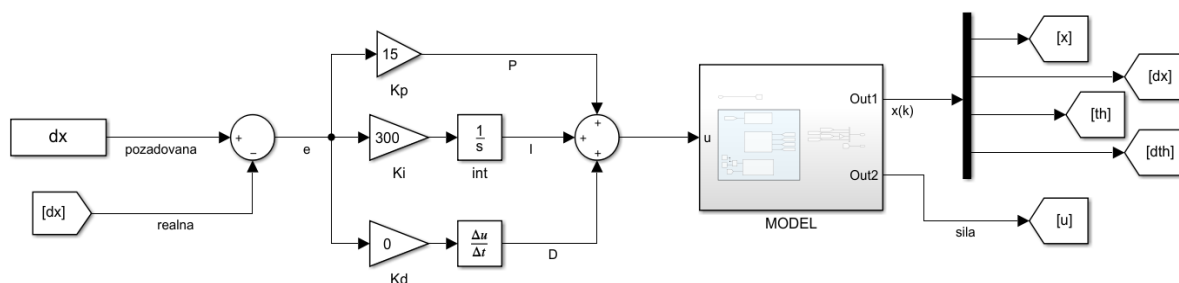 15
P
Kp
dx
pozadovana
+
−
e
300
1
s
I
+
+
+
int
Ki
[dx]
realna
0
Δu
Δt
D
Kd
u
Out1
x(k)
Out2
MODEL
sila
[x]
[dx]
[th]
[dth]
[u]